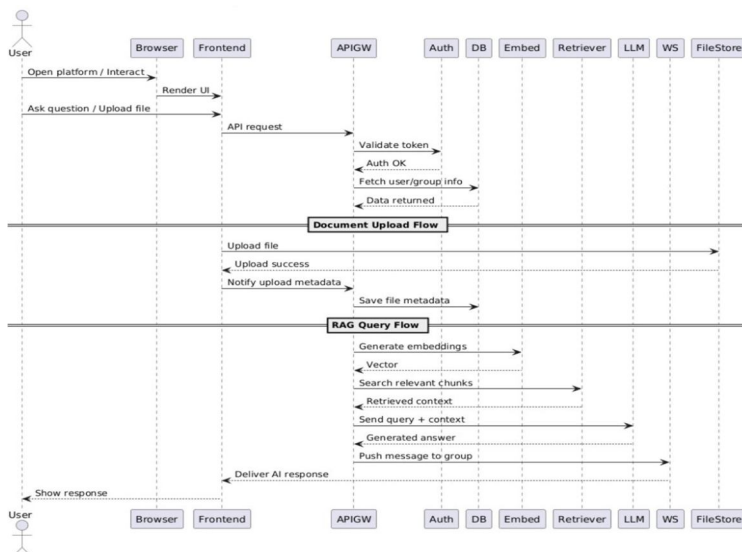 User Browser Frontend APIGW Auth DB Embed Retriever LLM WS FileStore
Open platform / Interact
Render UI
Ask question / Upload file
API request
Validate token
Auth OK
Fetch user/group info
Data returned
Document Upload Flow
Upload file
Upload success
Notify upload metadata
Save file metadata
RAG Query Flow
Generate embeddings
Vector
Search relevant chunks
Retrieved context
Send query + context
Generated answer
Push message to group
Deliver AI response
Show response
User Browser Frontend APIGW Auth DB Embed Retriever LLM WS FileStore